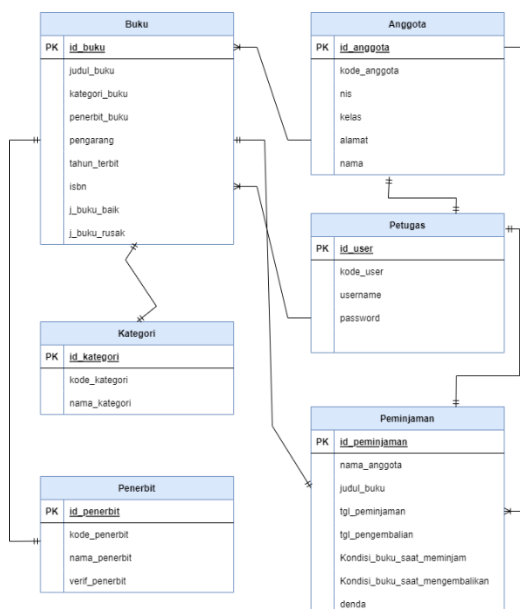 Buku
PK id_buku
judul_buku
kategori_buku
penerbit_buku
pengarang
tahun_terbit
isbn
j_buku_baik
j_buku_rusak
Kategori
PK id_kategori
kode_kategori
nama_kategori
Penerbit
PK id_penerbit
kode_penerbit
nama_penerbit
verif_penerbit
Anggota
PK id_anggota
kode_anggota
nis
kelas
alamat
nama
Petugas
PK id_user
kode_user
username
password
Peminjaman
PK id_peminjaman
nama_anggota
judul_buku
tgl_peminjaman
tgl_pengembalian
Kondisi_buku_saat_meminjam
Kondisi_buku_saat_mengembalikan
denda